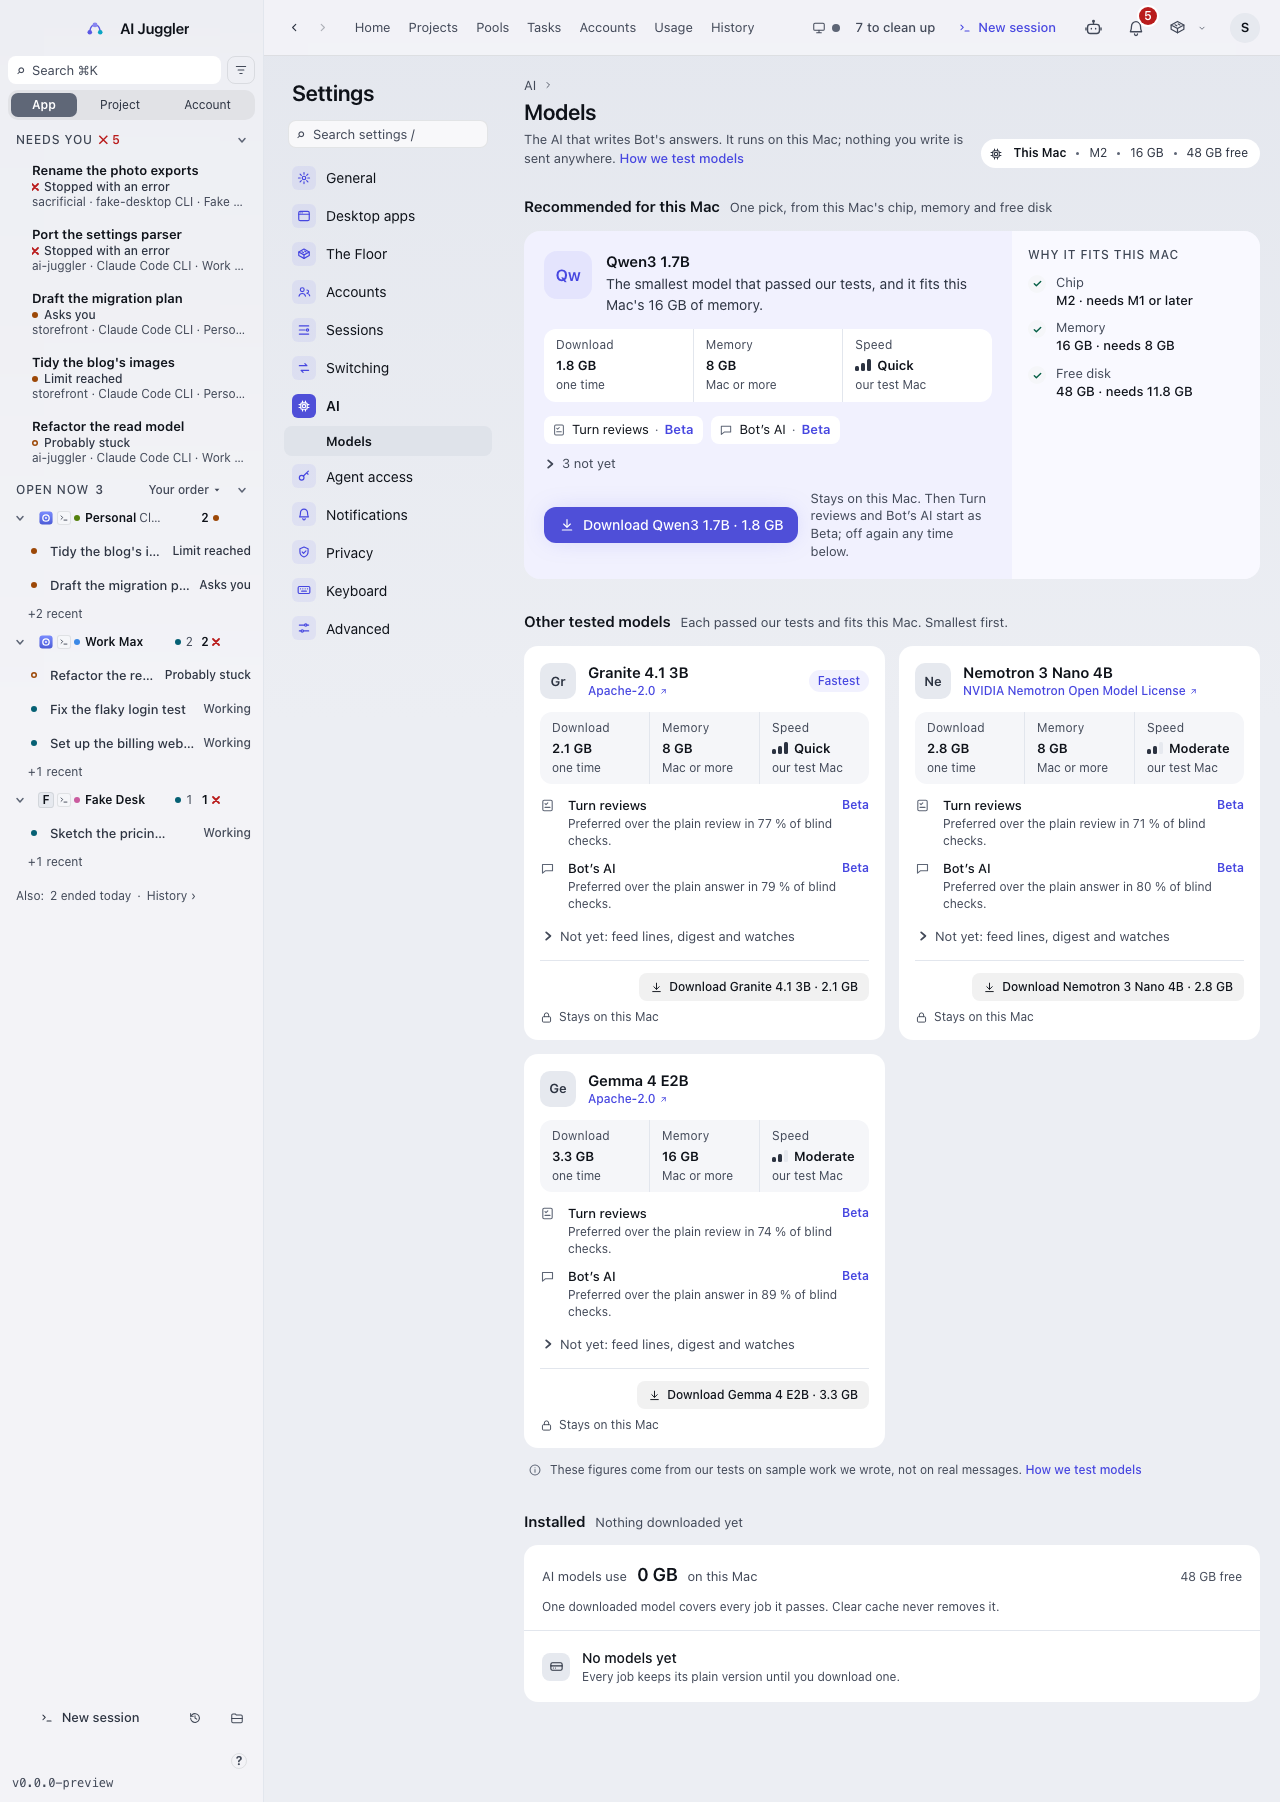 AI Juggler
Search ⌘K
App
Project
Account
NEEDS YOU 5
Rename the photo exports
Stopped with an error
sacrificial · fake-desktop CLI · Fake ...
Port the settings parser
Stopped with an error
ai-juggler · Claude Code CLI · Work ...
Draft the migration plan
Asks you
storefront · Claude Code CLI · Perso...
Tidy the blog's images
Limit reached
storefront · Claude Code CLI · Perso...
Refactor the read model
Probably stuck
ai-juggler · Claude Code CLI · Work ...
OPEN NOW 3
Your order
Personal Cl...
2
Tidy the blog's i...
Limit reached
Draft the migration p...
Asks you
+2 recent
Work Max
2
2
Refactor the re...
Probably stuck
Fix the flaky login test
Working
Set up the billing web...
Working
+1 recent
F
Fake Desk
1
1
Sketch the pricin...
Working
+1 recent
Also: 2 ended today · History ›
New session
?
v0.0.0-preview
Home
Projects
Pools
Tasks
Accounts
Usage
History
7 to clean up
New session
5
S
Settings
Search settings /
General
Desktop apps
The Floor
Accounts
Sessions
Switching
AI
Models
Agent access
Notifications
Privacy
Keyboard
Advanced
AI
Models
The AI that writes Bot's answers. It runs on this Mac; nothing you write is
sent anywhere. How we test models
This Mac • M2 • 16 GB • 48 GB free
Recommended for this Mac
One pick, from this Mac's chip, memory and free disk
Qw
Qwen3 1.7B
The smallest model that passed our tests, and it fits this
Mac's 16 GB of memory.
Download
1.8 GB
one time
Memory
8 GB
Mac or more
Speed
Quick
our test Mac
Turn reviews · Beta
Bot's AI · Beta
3 not yet
Download Qwen3 1.7B · 1.8 GB
Stays on this Mac. Then Turn
reviews and Bot's AI start as
Beta; off again any time
below.
WHY IT FITS THIS MAC
Chip
M2 · needs M1 or later
Memory
16 GB · needs 8 GB
Free disk
48 GB · needs 11.8 GB
Other tested models
Each passed our tests and fits this Mac. Smallest first.
Gr
Granite 4.1 3B
Apache-2.0 ↗
Fastest
Download
2.1 GB
one time
Memory
8 GB
Mac or more
Speed
Quick
our test Mac
Turn reviews
Beta
Preferred over the plain review in 77 % of blind
checks.
Bot's AI
Beta
Preferred over the plain answer in 79 % of blind
checks.
Not yet: feed lines, digest and watches
Download Granite 4.1 3B · 2.1 GB
Stays on this Mac
Ne
Nemotron 3 Nano 4B
NVIDIA Nemotron Open Model License ↗
Download
2.8 GB
one time
Memory
8 GB
Mac or more
Speed
Moderate
our test Mac
Turn reviews
Beta
Preferred over the plain review in 71 % of blind
checks.
Bot's AI
Beta
Preferred over the plain answer in 80 % of blind
checks.
Not yet: feed lines, digest and watches
Download Nemotron 3 Nano 4B · 2.8 GB
Stays on this Mac
Ge
Gemma 4 E2B
Apache-2.0 ↗
Download
3.3 GB
one time
Memory
16 GB
Mac or more
Speed
Moderate
our test Mac
Turn reviews
Beta
Preferred over the plain review in 74 % of blind
checks.
Bot's AI
Beta
Preferred over the plain answer in 89 % of blind
checks.
Not yet: feed lines, digest and watches
Download Gemma 4 E2B · 3.3 GB
Stays on this Mac
These figures come from our tests on sample work we wrote, not on real messages. How we test models
Installed
Nothing downloaded yet
AI models use 0 GB on this Mac
48 GB free
One downloaded model covers every job it passes. Clear cache never removes it.
No models yet
Every job keeps its plain version until you download one.